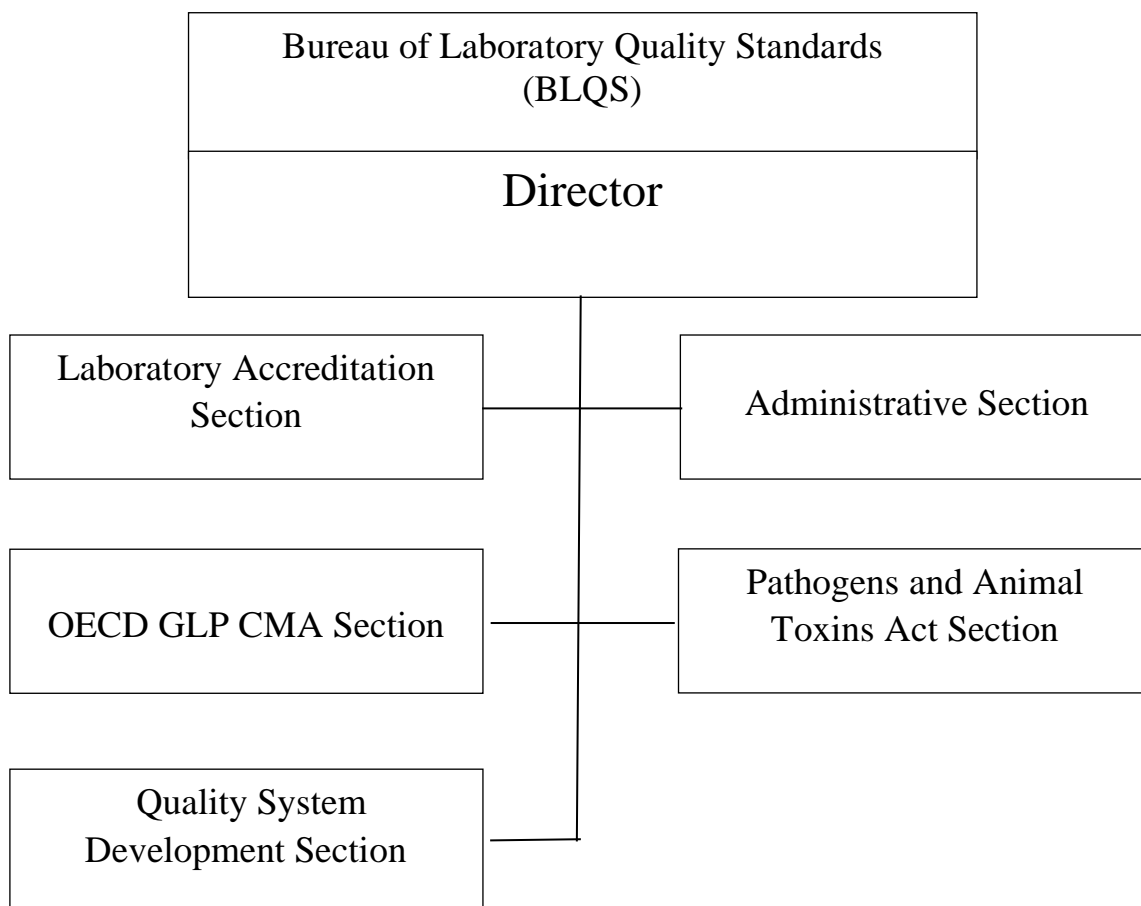 Bureau of Laboratory Quality Standards
(BLQS)
Director
Laboratory Accreditation
Section
Administrative Section
OECD GLP CMA Section
Pathogens and Animal
Toxins Act Section
Quality System
Development Section